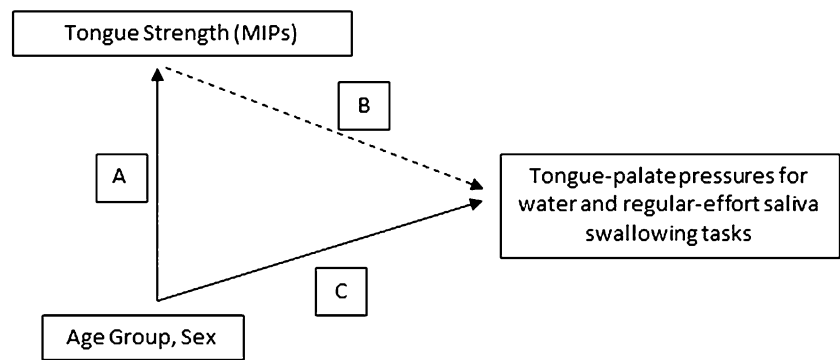 Tongue Strength (MIPs)
B
A
Tongue-palate pressures for
water and regular-effort saliva
swallowing tasks
C
Age Group, Sex